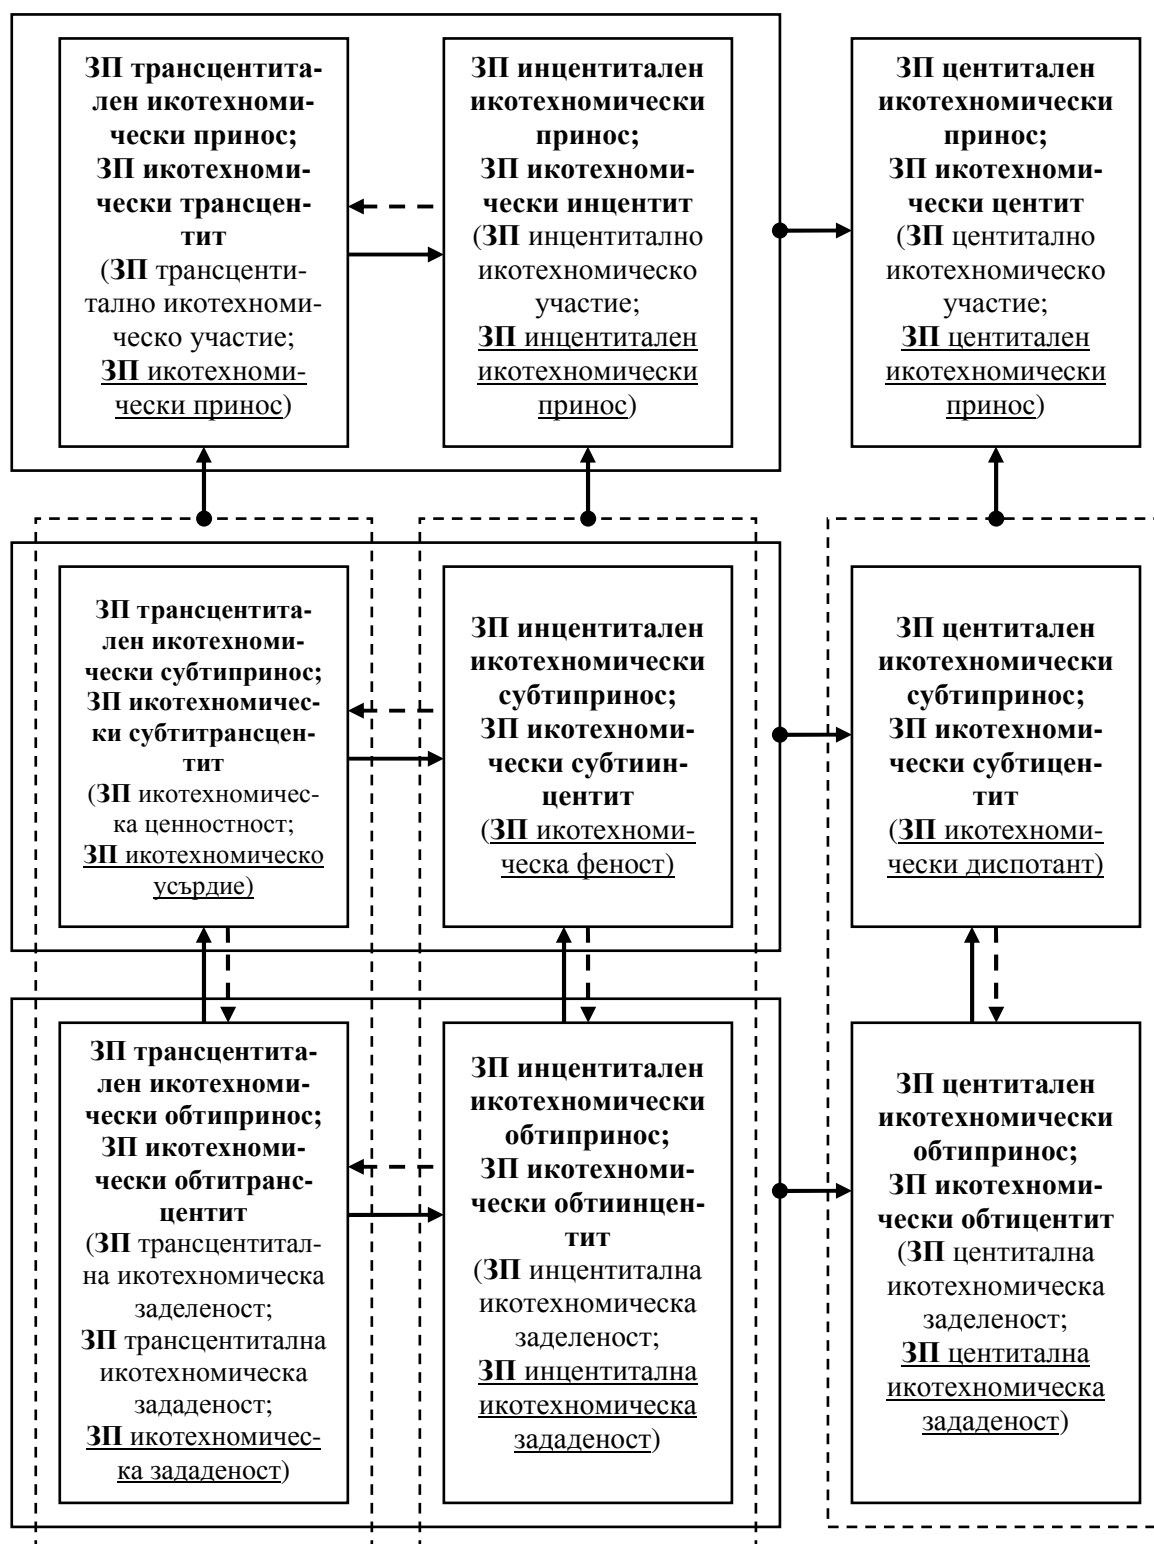 ЗП трансцентита-
лен икотехноми-
чески принос;
ЗП икотехноми-
чески трансцен-
тит
(ЗП трансценти-
тално икотехноми-
ческо участие;
ЗП икотехноми-
чески принос)
ЗП инцентитален
икотехномически
принос;
ЗП икотехноми-
чески инцентит
(ЗП инцентитално
икотехномическо
участие;
ЗП инцентитален
икотехномически
принос)
ЗП центитален
икотехномически
принос;
ЗП икотехноми-
чески центит
(ЗП центитално
икотехномическо
участие;
ЗП центитален
икотехномически
принос)
ЗП трансцентита-
лен икотехноми-
чески субтипринос;
ЗП икотехномичес-
ки субтитрансцен-
тит
(ЗП икотехномичес-
ка ценностност;
ЗП икотехномическо
усърдие)
ЗП инцентитален
икотехномически
субтипринос;
ЗП икотехноми-
чески субтиин-
центит
(ЗП икотехноми-
ческа феност)
ЗП центитален
икотехномически
субтипринос;
ЗП икотехноми-
чески субтицен-
тит
(ЗП икотехноми-
чески диспотант)
ЗП трансцентита-
лен икотехноми-
чески обтипринос;
ЗП икотехноми-
чески обтитранс-
центит
(ЗП трансцентитал-
на икотехномическа
заделеност;
ЗП трансцентитална
икотехномическа
зададеност;
ЗП икотехномичес-
ка зададеност)
ЗП инцентитален
икотехномически
обтипринос;
ЗП икотехноми-
чески обтиинцен-
тит
(ЗП инцентитална
икотехномическа
заделеност;
ЗП инцентитална
икотехномическа
зададеност)
ЗП центитален
икотехномически
обтипринос;
ЗП икотехноми-
чески обтицентит
(ЗП центитална
икотехномическа
заделеност;
ЗП центитална
икотехномическа
зададеност)